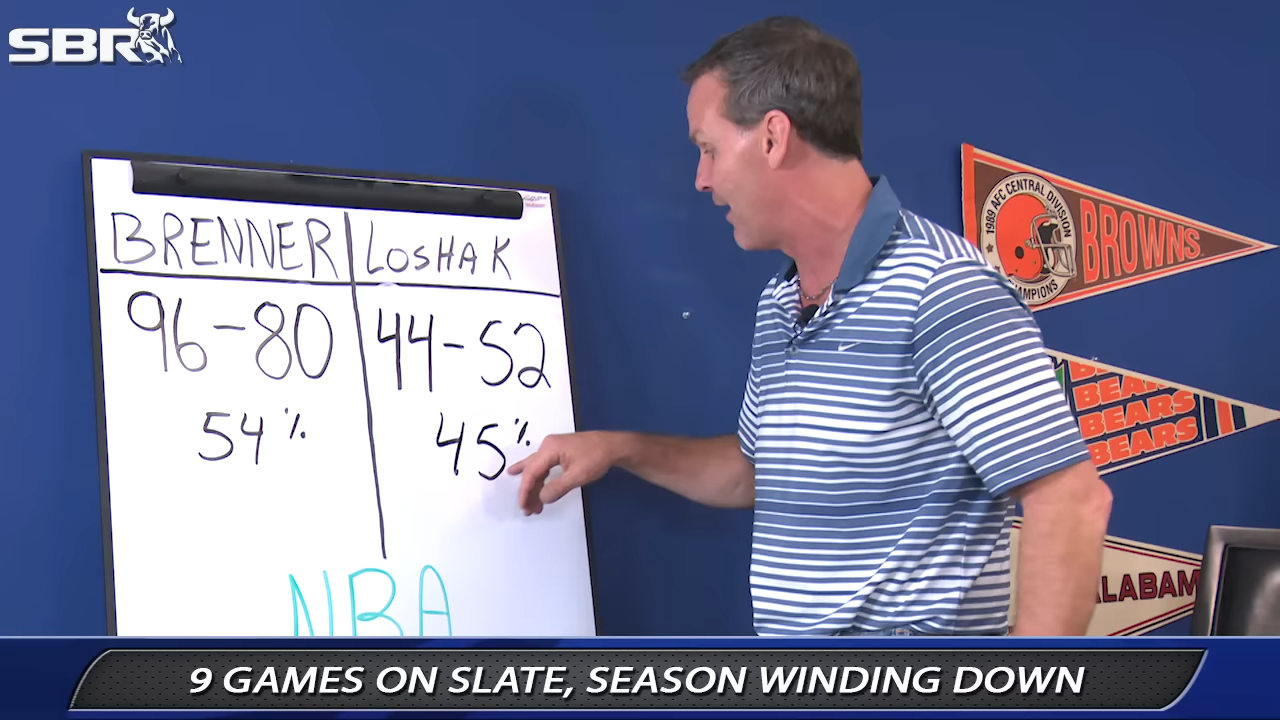 SBR
BRENNER LOSHAK
96-80 44-52
54% 45%
NBA
1989 AFC CENTRAL DIVISION
CHAMPIONS
BROWNS
BEARS
BEARS
BEARS
BEARS
ALABAM
9 GAMES ON SLATE, SEASON WINDING DOWN